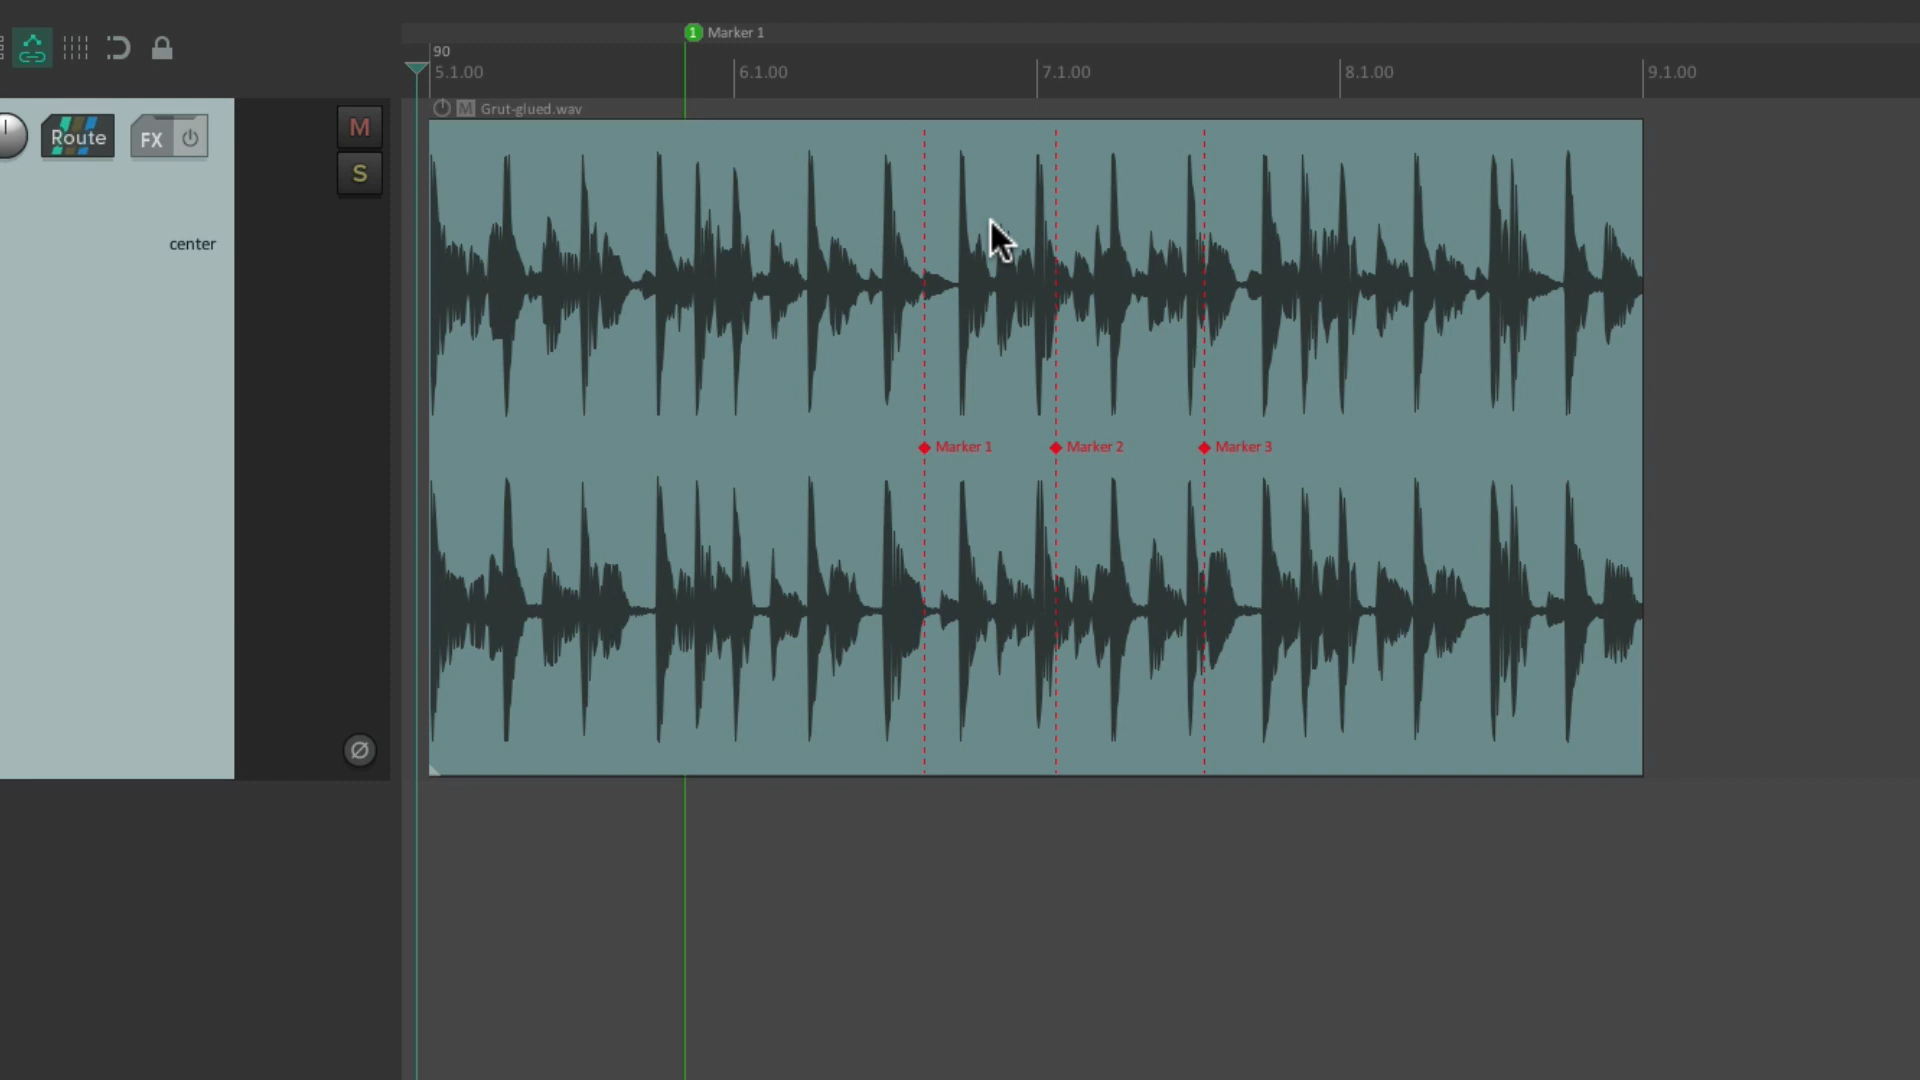 1 Marker 1
90
5.1.00 6.1.00 7.1.00 8.1.00 9.1.00
M Grut-glued.wav
Route FX M
S
center
Marker 1 Marker 2 Marker 3